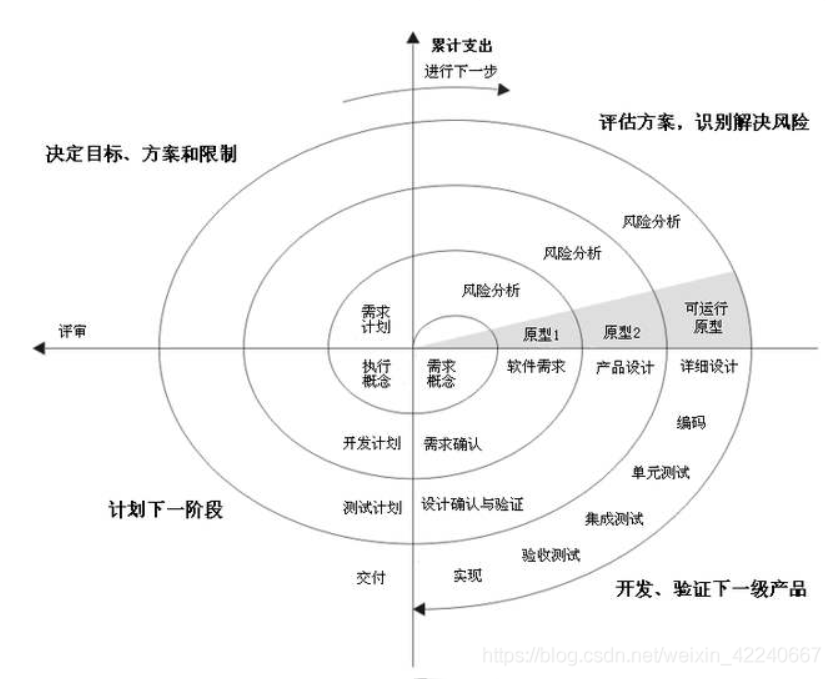 累计支出
进行下一步
评估方案，识别解决风险
决定目标、方案和限制
风险分析
风险分析
风险分析
需求
计划
原型1
原型2
可运行
原型
评审
执行
概念
需求
概念
软件需求
产品设计
详细设计
编码
开发计划
需求确认
单元测试
测试计划
设计确认与验证
计划下一阶段
集成测试
验收测试
交付
实现
开发、验证下一级产品
https://blog.csdn.net/weixin_42240667